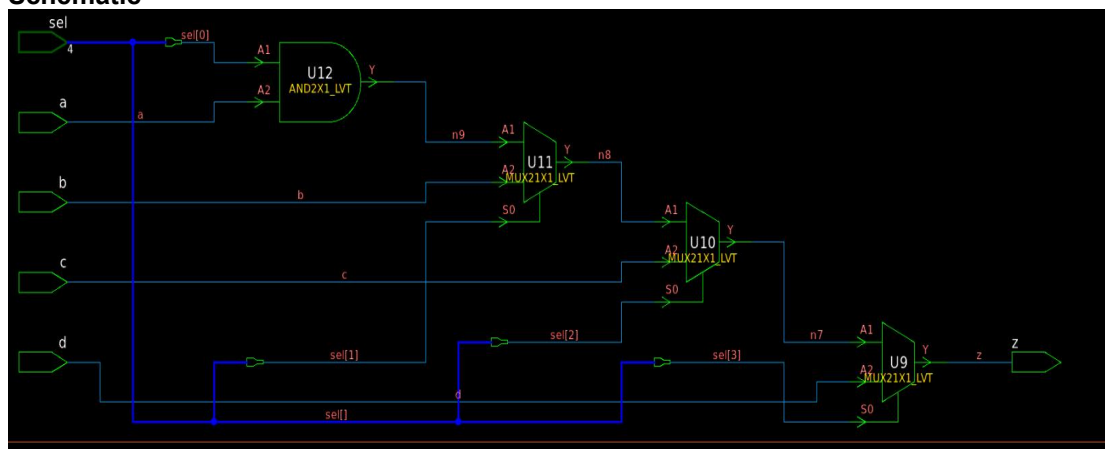 Schematic
sel
4
sel[0]
A1
U12
AND2X1_LVT
Y
A2
a
a
n9
A1
U11
MUX21X1_LVT
Y
n8
A2
b
b
S0
A1
U10
MUX21X1_LVT
Y
A2
c
c
S0
n7
sel[2]
sel[1]
sel[3]
A1
U9
MUX21X1_LVT
Y
z
z
A2
d
d
S0
sel[]